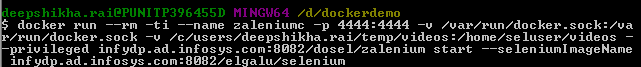 deepshikha.rai@PUNITP396455D MINGW64 /d/dockerdemo
$ docker run --rm -ti --name zaleniumc -p 4444:4444 -v /var/run/docker.sock:/va
r/run/docker.sock -v /c/users/deepshikha.rai/temp/videos:/home/seluser/videos -
-privileged infydp.ad.infosys.com:8082/dosel/zalenium start --seleniumImageName
 infydp.ad.infosys.com:8082/elgalu/selenium